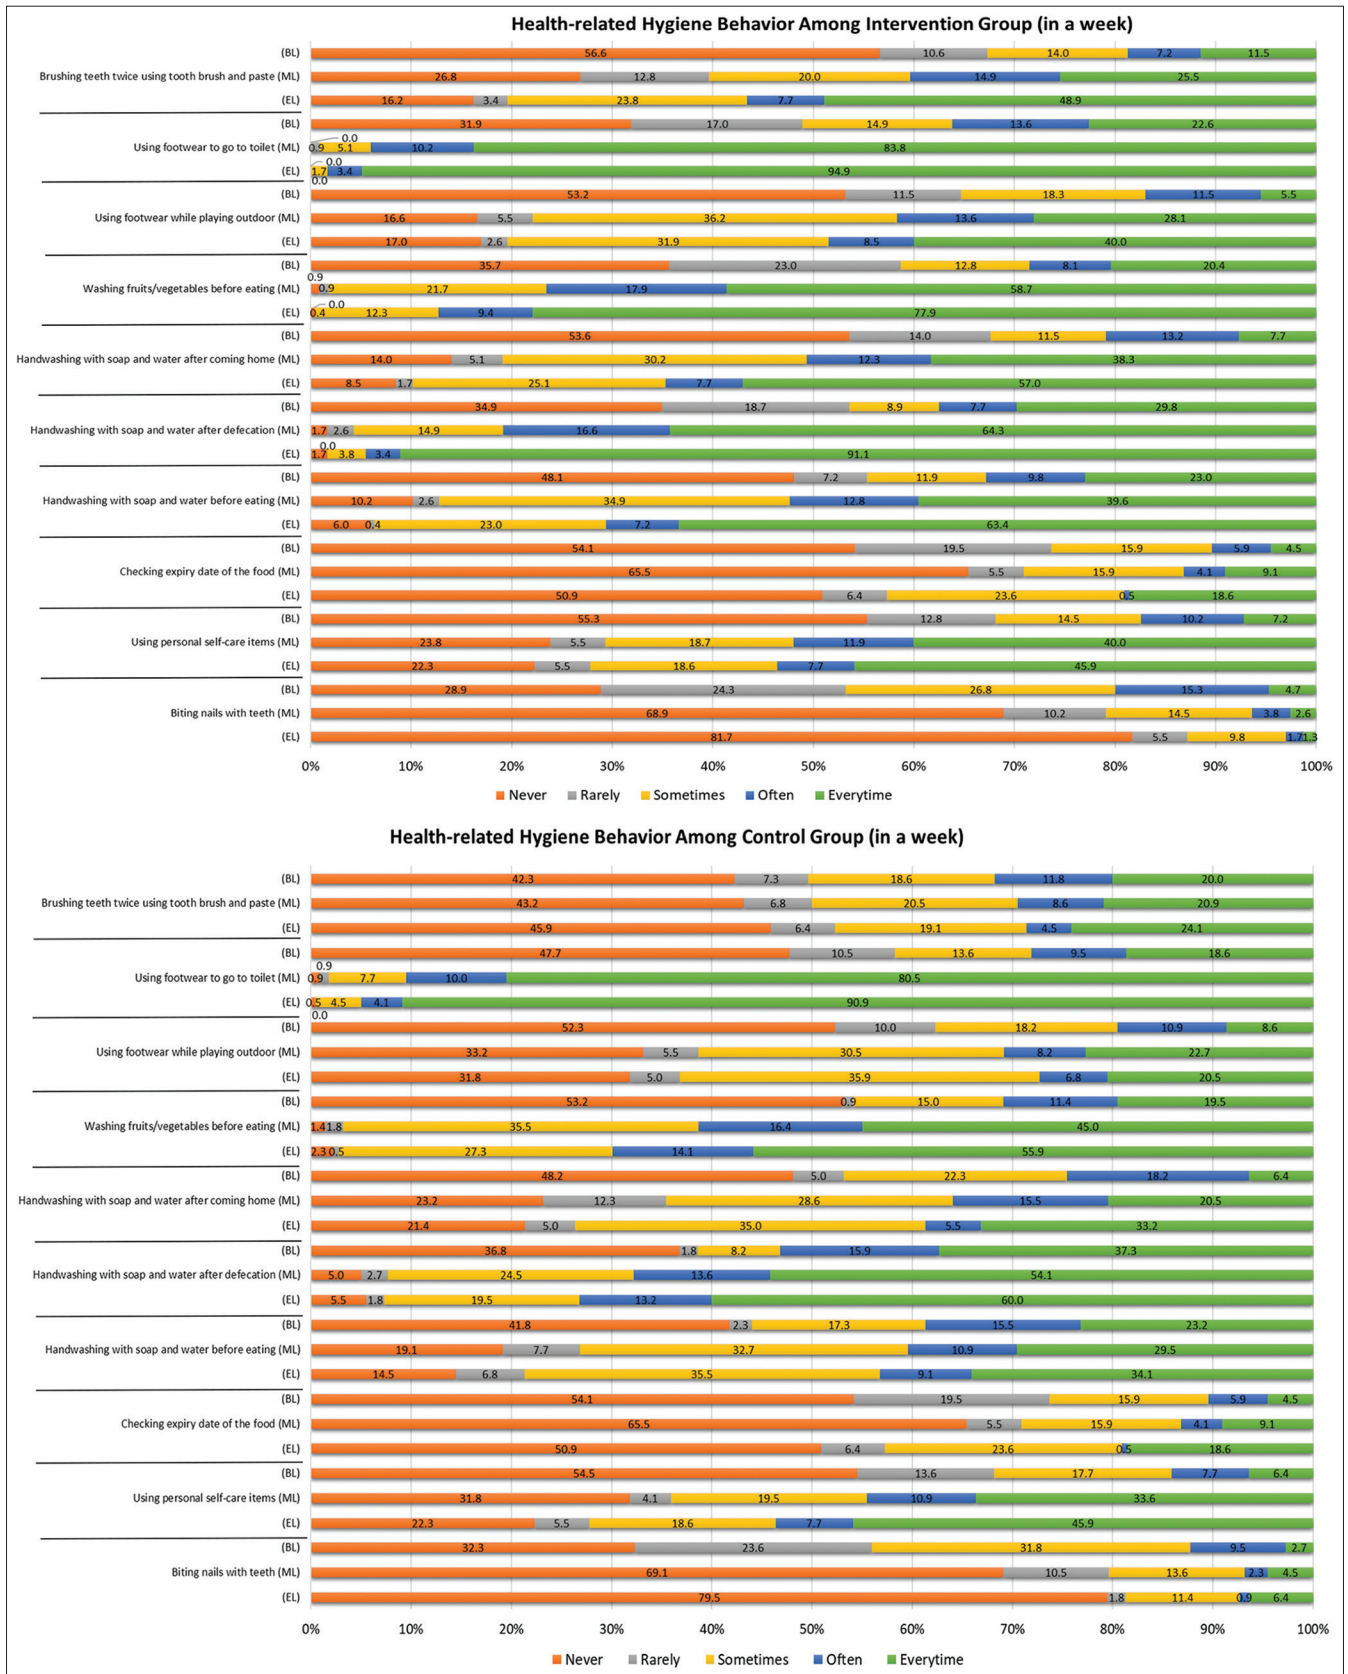 Health-related Hygiene Behavior Among Intervention Group (in a week)
(BL) 56.6 10.6 14.0 7.2 11.5
Brushing teeth twice using tooth brush and paste (ML) 26.8 12.8 20.0 14.9 25.5
(EL) 16.2 3.4 23.8 7.7 48.9
(BL) 31.9 17.0 14.9 13.6 22.6
0.0
Using footwear to go to toilet (ML) 0.9 5.1 10.2 83.8
0.0
(EL) 1.7 3.4 94.9
0.0
(BL) 53.2 11.5 18.3 11.5 5.5
Using footwear while playing outdoor (ML) 16.6 5.5 36.2 13.6 28.1
(EL) 17.0 2.6 31.9 8.5 40.0
(BL) 35.7 23.0 12.8 8.1 20.4
0.9
Washing fruits/vegetables before eating (ML) 0.9 21.7 17.9 58.7
0.0
(EL) 0.4 12.3 9.4 77.9
(BL) 53.6 14.0 11.5 13.2 7.7
Handwashing with soap and water after coming home (ML) 14.0 5.1 30.2 12.3 38.3
(EL) 8.5 1.7 25.1 7.7 57.0
(BL) 34.9 18.7 8.9 7.7 29.8
Handwashing with soap and water after defecation (ML) 1.7 2.6 14.9 16.6 64.3
0.0
(EL) 1.7 3.8 3.4 91.1
(BL) 48.1 7.2 11.9 9.8 23.0
Handwashing with soap and water before eating (ML) 10.2 2.6 34.9 12.8 39.6
(EL) 6.0 0.4 23.0 7.2 63.4
(BL) 54.1 19.5 15.9 5.9 4.5
Checking expiry date of the food (ML) 65.5 5.5 15.9 4.1 9.1
(EL) 50.9 6.4 23.6 0.5 18.6
(BL) 55.3 12.8 14.5 10.2 7.2
Using personal self-care items (ML) 23.8 5.5 18.7 11.9 40.0
(EL) 22.3 5.5 18.6 7.7 45.9
(BL) 28.9 24.3 26.8 15.3 4.7
Biting nails with teeth (ML) 68.9 10.2 14.5 3.8 2.6
(EL) 81.7 5.5 9.8 1.7 1.3
0% 10% 20% 30% 40% 50% 60% 70% 80% 90% 100%
Never Rarely Sometimes Often Everytime
Health-related Hygiene Behavior Among Control Group (in a week)
(BL) 42.3 7.3 18.6 11.8 20.0
Brushing teeth twice using tooth brush and paste (ML) 43.2 6.8 20.5 8.6 20.9
(EL) 45.9 6.4 19.1 4.5 24.1
(BL) 47.7 10.5 13.6 9.5 18.6
0.9
Using footwear to go to toilet (ML) 0.9 7.7 10.0 80.5
(EL) 0.5 4.5 4.1 90.9
0.0
(BL) 52.3 10.0 18.2 10.9 8.6
Using footwear while playing outdoor (ML) 33.2 5.5 30.5 8.2 22.7
(EL) 31.8 5.0 35.9 6.8 20.5
(BL) 53.2 0.9 15.0 11.4 19.5
Washing fruits/vegetables before eating (ML) 1.4 1.8 35.5 16.4 45.0
(EL) 2.3 0.5 27.3 14.1 55.9
(BL) 48.2 5.0 22.3 18.2 6.4
Handwashing with soap and water after coming home (ML) 23.2 12.3 28.6 15.5 20.5
(EL) 21.4 5.0 35.0 5.5 33.2
(BL) 36.8 1.8 8.2 15.9 37.3
Handwashing with soap and water after defecation (ML) 5.0 2.7 24.5 13.6 54.1
(EL) 5.5 1.8 19.5 13.2 60.0
(BL) 41.8 2.3 17.3 15.5 23.2
Handwashing with soap and water before eating (ML) 19.1 7.7 32.7 10.9 29.5
(EL) 14.5 6.8 35.5 9.1 34.1
(BL) 54.1 19.5 15.9 5.9 4.5
Checking expiry date of the food (ML) 65.5 5.5 15.9 4.1 9.1
(EL) 50.9 6.4 23.6 0.5 18.6
(BL) 54.5 13.6 17.7 7.7 6.4
Using personal self-care items (ML) 31.8 4.1 19.5 10.9 33.6
(EL) 22.3 5.5 18.6 7.7 45.9
(BL) 32.3 23.6 31.8 9.5 2.7
Biting nails with teeth (ML) 69.1 10.5 13.6 2.3 4.5
(EL) 79.5 1.8 11.4 0.9 6.4
0% 10% 20% 30% 40% 50% 60% 70% 80% 90% 100%
Never Rarely Sometimes Often Everytime